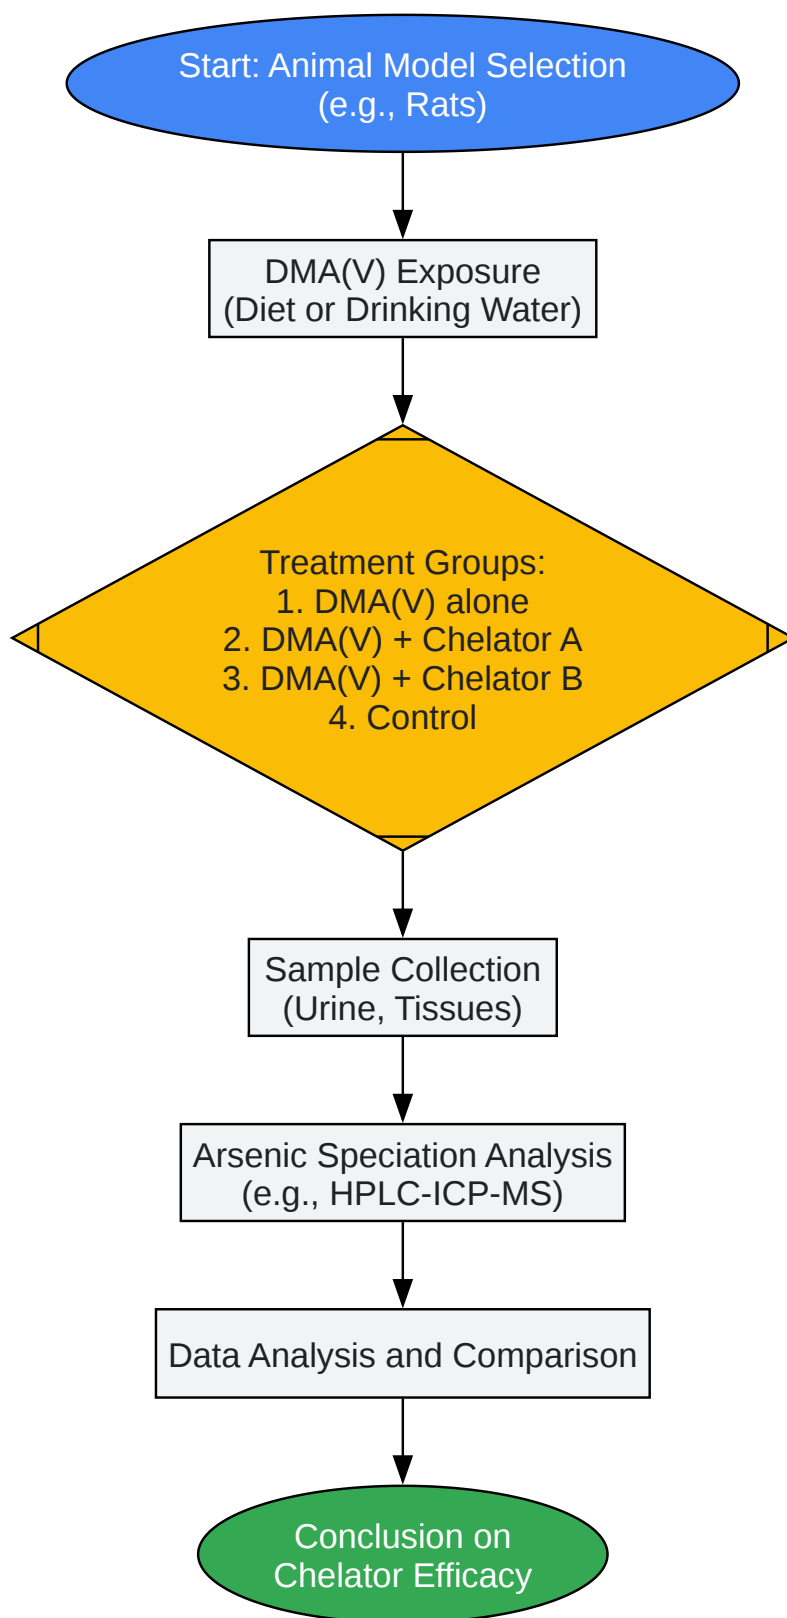 Start: Animal Model Selection
(e.g., Rats)
DMA(V) Exposure
(Diet or Drinking Water)
Treatment Groups:
1. DMA(V) alone
2. DMA(V) + Chelator A
3. DMA(V) + Chelator B
4. Control
Sample Collection
(Urine, Tissues)
Arsenic Speciation Analysis
(e.g., HPLC-ICP-MS)
Data Analysis and Comparison
Conclusion on
Chelator Efficacy